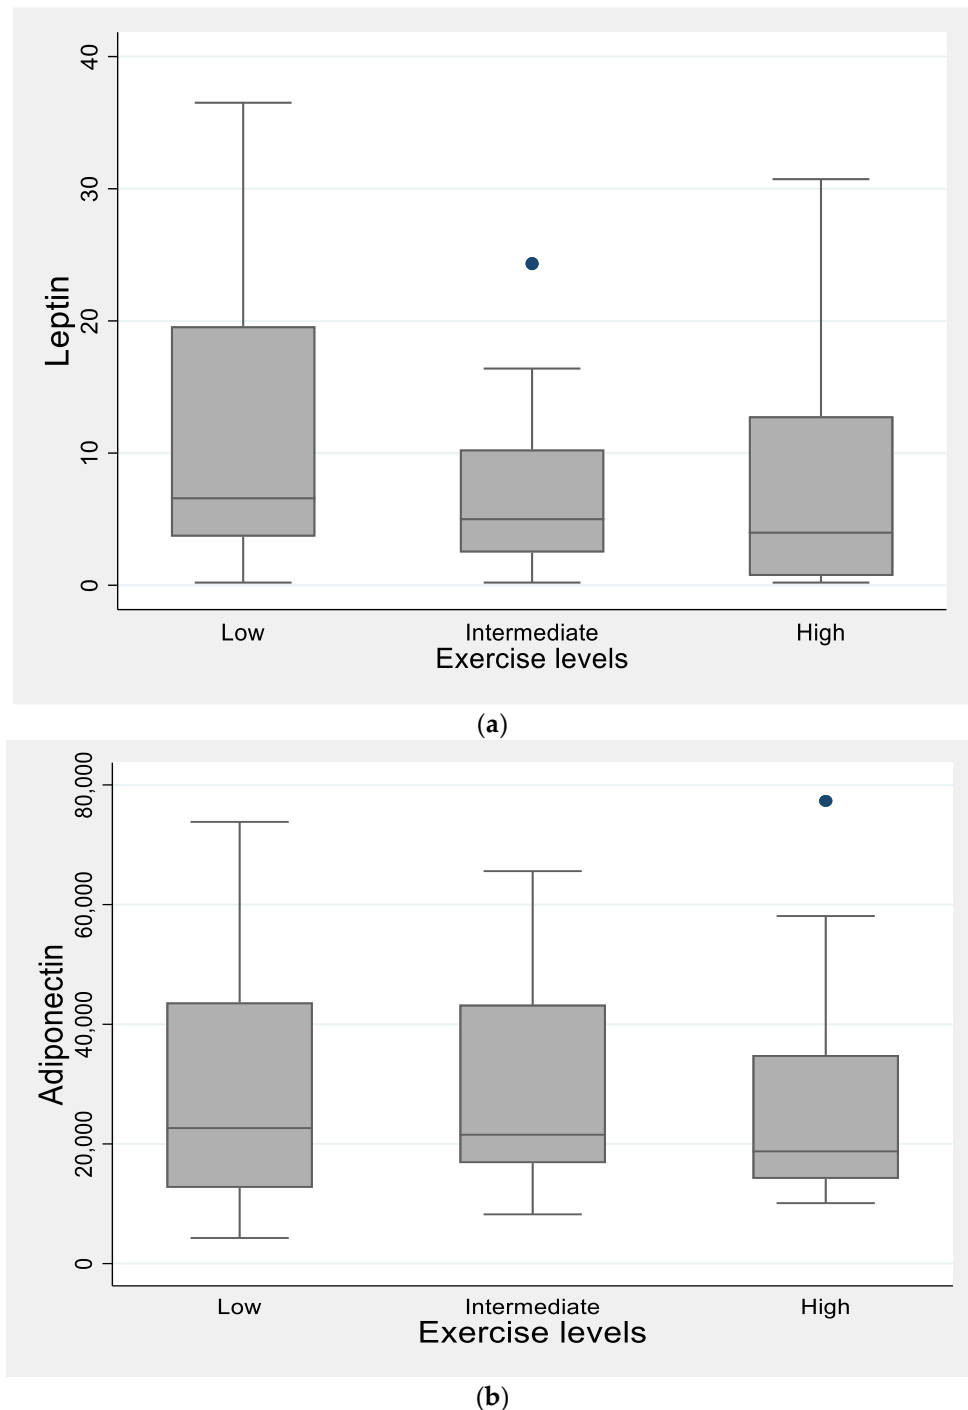 40
30
20
10
0
Leptin
Low Intermediate High
Exercise levels
(a)
80,000
60,000
40,000
20,000
0
Adiponectin
Low Intermediate High
Exercise levels
(b)